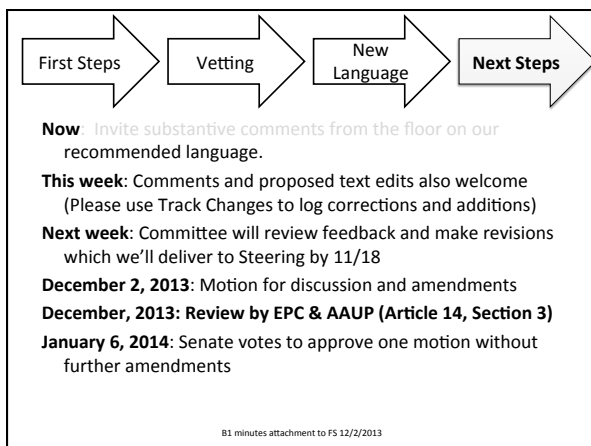 First Steps
Vetting
New
Language
Next Steps
Now: Invite substantive comments from the floor on our
recommended language.
This week: Comments and proposed text edits also welcome
(Please use Track Changes to log corrections and additions)
Next week: Committee will review feedback and make revisions
which we'll deliver to Steering by 11/18
December 2, 2013: Motion for discussion and amendments
December, 2013: Review by EPC & AAUP (Article 14, Section 3)
January 6, 2014: Senate votes to approve one motion without
further amendments
B1 minutes attachment to FS 12/2/2013